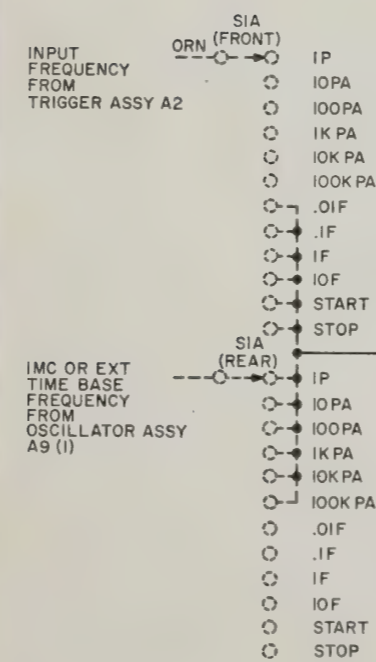 SIA
(FRONT)
ORN
INPUT
FREQUENCY
FROM
TRIGGER ASSY A2
IP
IOPA
IOOPA
IK PA
IOK PA
IOOK PA
.OIF
.IF
IF
IOF
START
STOP
SIA
(REAR)
IMC OR EXT
TIME BASE
FREQUENCY
FROM
OSCILLATOR ASSY
A9 (I)
IP
IOPA
IOOPA
IK PA
IOKPA
IOOK PA
.OIF
.IF
IF
IOF
START
STOP